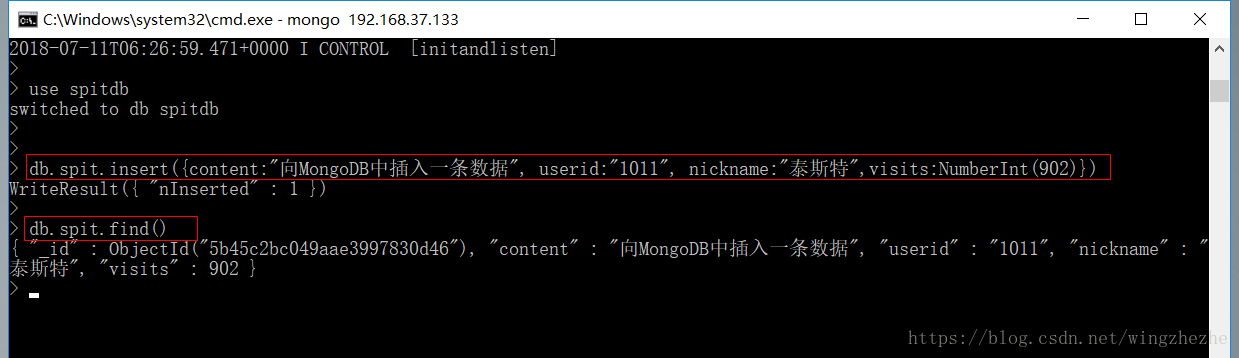 C:\Windows\system32\cmd.exe - mongo  192.168.37.133
2018-07-11T06:26:59.471+0000 I CONTROL  [initandlisten]
>
> use spitdb
switched to db spitdb
>
>
> db.spit.insert({content:"向MongoDB中插入一条数据", userid:"1011", nickname:"泰斯特",visits:NumberInt(902)})
WriteResult({ "nInserted" : 1 })
>
> db.spit.find()
{ "_id" : ObjectId("5b45c2bc049aae3997830d46"), "content" : "向MongoDB中插入一条数据", "userid" : "1011", "nickname" : "
泰斯特", "visits" : 902 }
>
https://blog.csdn.net/wingzhezhe